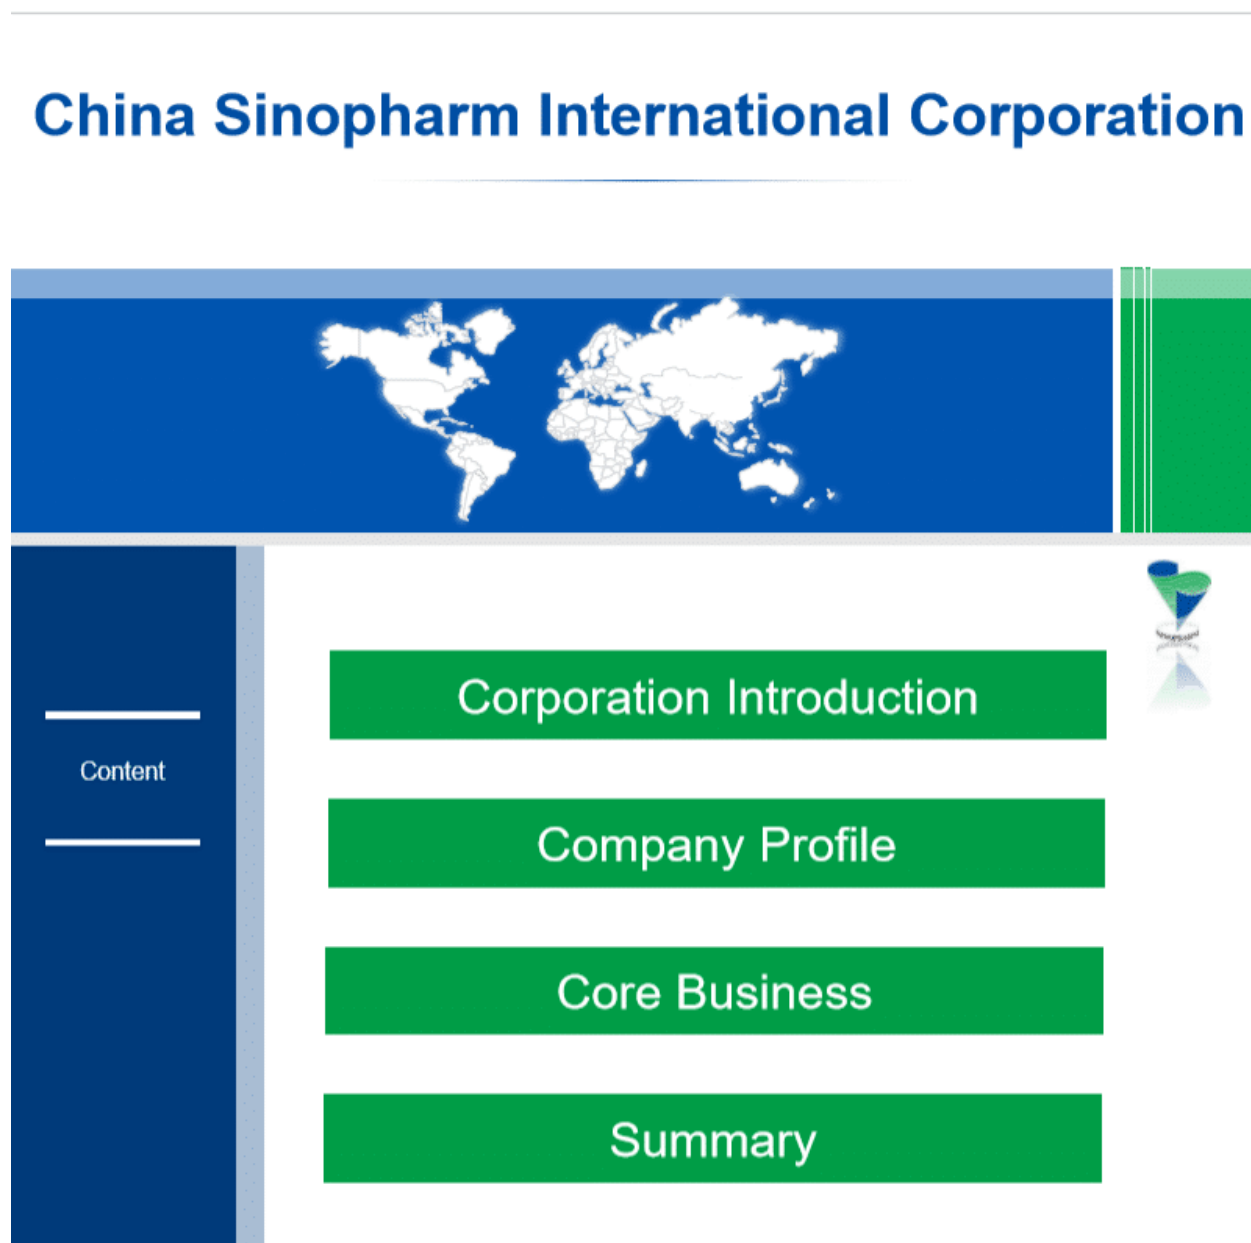 China Sinopharm International Corporation
Content
Corporation Introduction
Company Profile
Core Business
Summary